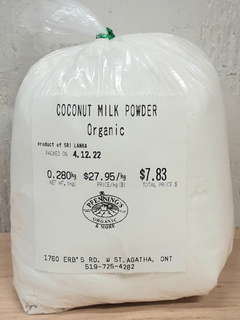 COCONUT MILK POWDER
Organic
product of SRI LANKA
PACKED ON 4.12.22
0.280kg $27.95/kg $7.83
NET WT.(kg) PRICE/kg($) TOTAL PRICE $
PFENNING'S
ORGANIC
& MORE
1760 ERB'S RD. W ST.AGATHA, ONT
519-725-4282